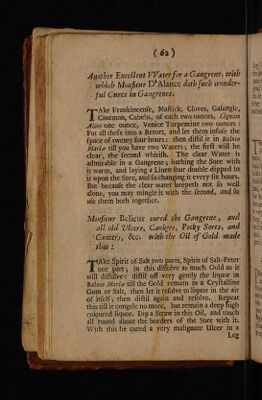 ( 62 )
Another Excellent VVater for a Gangrene, with
which Monsieur D'Alance doth such wonder-
ful Cures in Gangrenes.
TAke Frankincense, Mastick, Cloves, Galangle,
Cinamon, Cubebs, of each two ounces, Lignum
Aloes one ounce, Venice Turpentine two ounces :
Put all these into a Retort, and let them infuse the
space of twenty four hours : then distil it in Balneo
Mariæ till you have two Waters; the first will be
clear, the second whitish. The clear Water is
admirable in a Gangrene; bathing the Sore with
it warm, and laying a Linen four double dipped in
it upon the Sore, and so changing it every six hours.
But because the clear water keepeth not so well
alone, you may mingle it with the second, and so
use them both together.
Monsieur Belieur cured the Gangrene, and
all old Ulcers, Cankers, Pocky Sores, and
Cancers, &c. with the Oil of Gold made
thus :
TAke Spirit of Salt two parts, Spirit of Salt-Peter
one part; in this dissolve as much Gold as it
will dissolve : distil off very gently the liquor in
Balneo Mariæ till the Gold remain in a Crystalline
Gum or Salt, then let it resolve to liquor in the air
of itself; then distil again and resolve. Repeat
this till it congele no more, but remain a deep high
coloured liquor. Dip a Straw in this Oil, and touch
all round about the borders of the Sore with it.
With this he cured a very malignant Ulcer in a
Leg